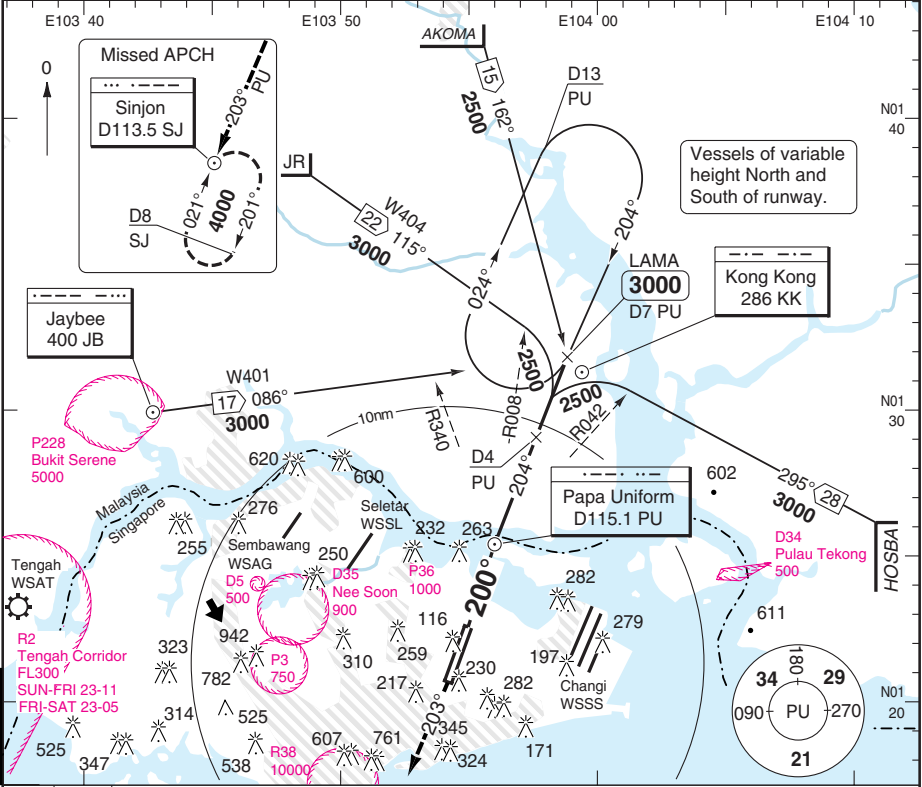 E103 40
E103 50
E104 00
E104 10
0
Missed APCH
Sinjon
D113.5 SJ
203°
PU
021°
4000
201°
D8
SJ
AKOMA
15
162°
2500
D13
PU
N01
40
Vessels of variable
height North and
South of runway.
JR
W404
22
115°
3000
204°
024°
LAMA
3000
D7 PU
Kong Kong
286 KK
Jaybee
400 JB
W401
17
086°
3000
2500
R008
2500
R042
R340
10nm
N01
30
P228
Bukit Serene
5000
D4
PU
204°
620
600
602
295°
28
3000
HOSBA
Papa Uniform
D115.1 PU
Malaysia
Singapore
276
255
Seletar
WSSL
232
263
Sembawang
WSAG
250
D5
500
D35
Nee Soon
900
P36
1000
200°
D34
Pulau Tekong
500
Tengah
WSAT
282
279
611
R2
Tengah Corridor
FL300
SUN-FRI 23-11
FRI-SAT 23-05
323
942
782
P3
750
310
259
116
217
230
197
282
Changi
WSSS
180
34
29
090
PU
270
21
N01
20
525
347
314
525
538
R38
10000
607
761
203°
345
324
171